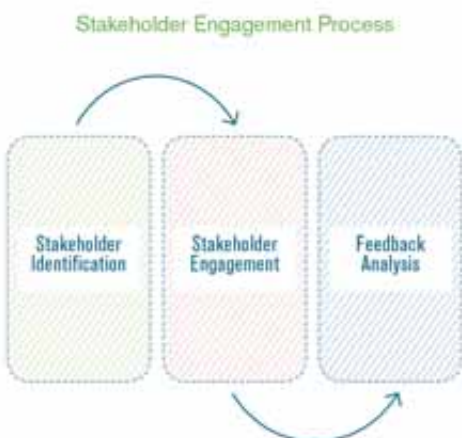 Stakeholder Engagement Process
Stakeholder
Identification
Stakeholder
Engagement
Feedback
Analysis